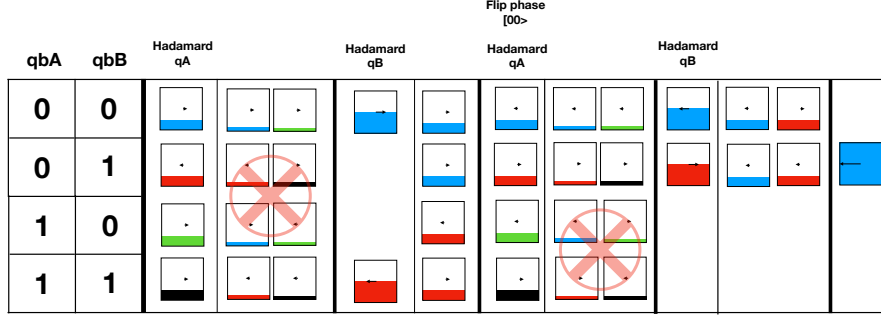 Flip phase
[00>
Hadamard
qA
Hadamard
qB
Hadamard
qA
Hadamard
qB
qbA qbB
0 0
0 1
1 0
1 1